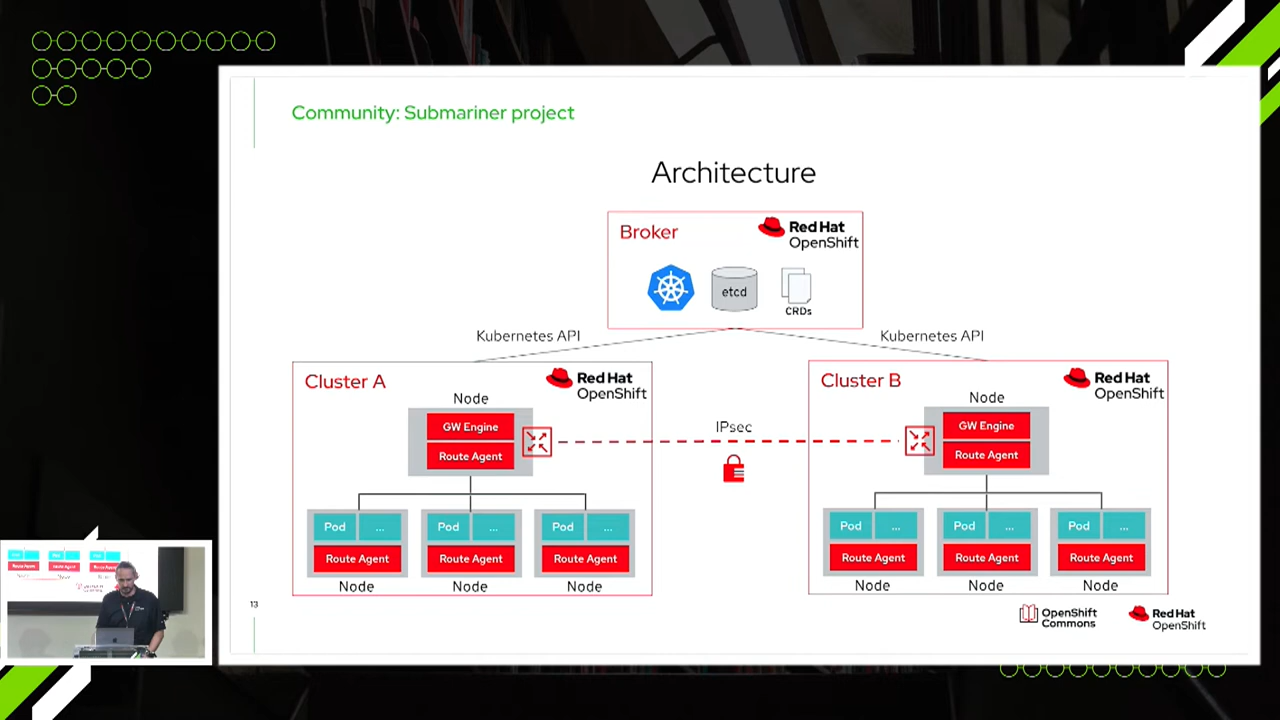 Community: Submariner project
Architecture
Broker
Red Hat
OpenShift
etcd
CRDs
Kubernetes API
Kubernetes API
Cluster A
Red Hat
OpenShift
Node
GW Engine
Route Agent
Pod
...
Pod
...
Pod
...
Route Agent
Route Agent
Route Agent
Node
Node
Node
IPsec
Cluster B
Red Hat
OpenShift
Node
GW Engine
Route Agent
Pod
...
Pod
...
Pod
...
Route Agent
Route Agent
Route Agent
Node
Node
Node
13
OpenShift
Commons
Red Hat
OpenShift